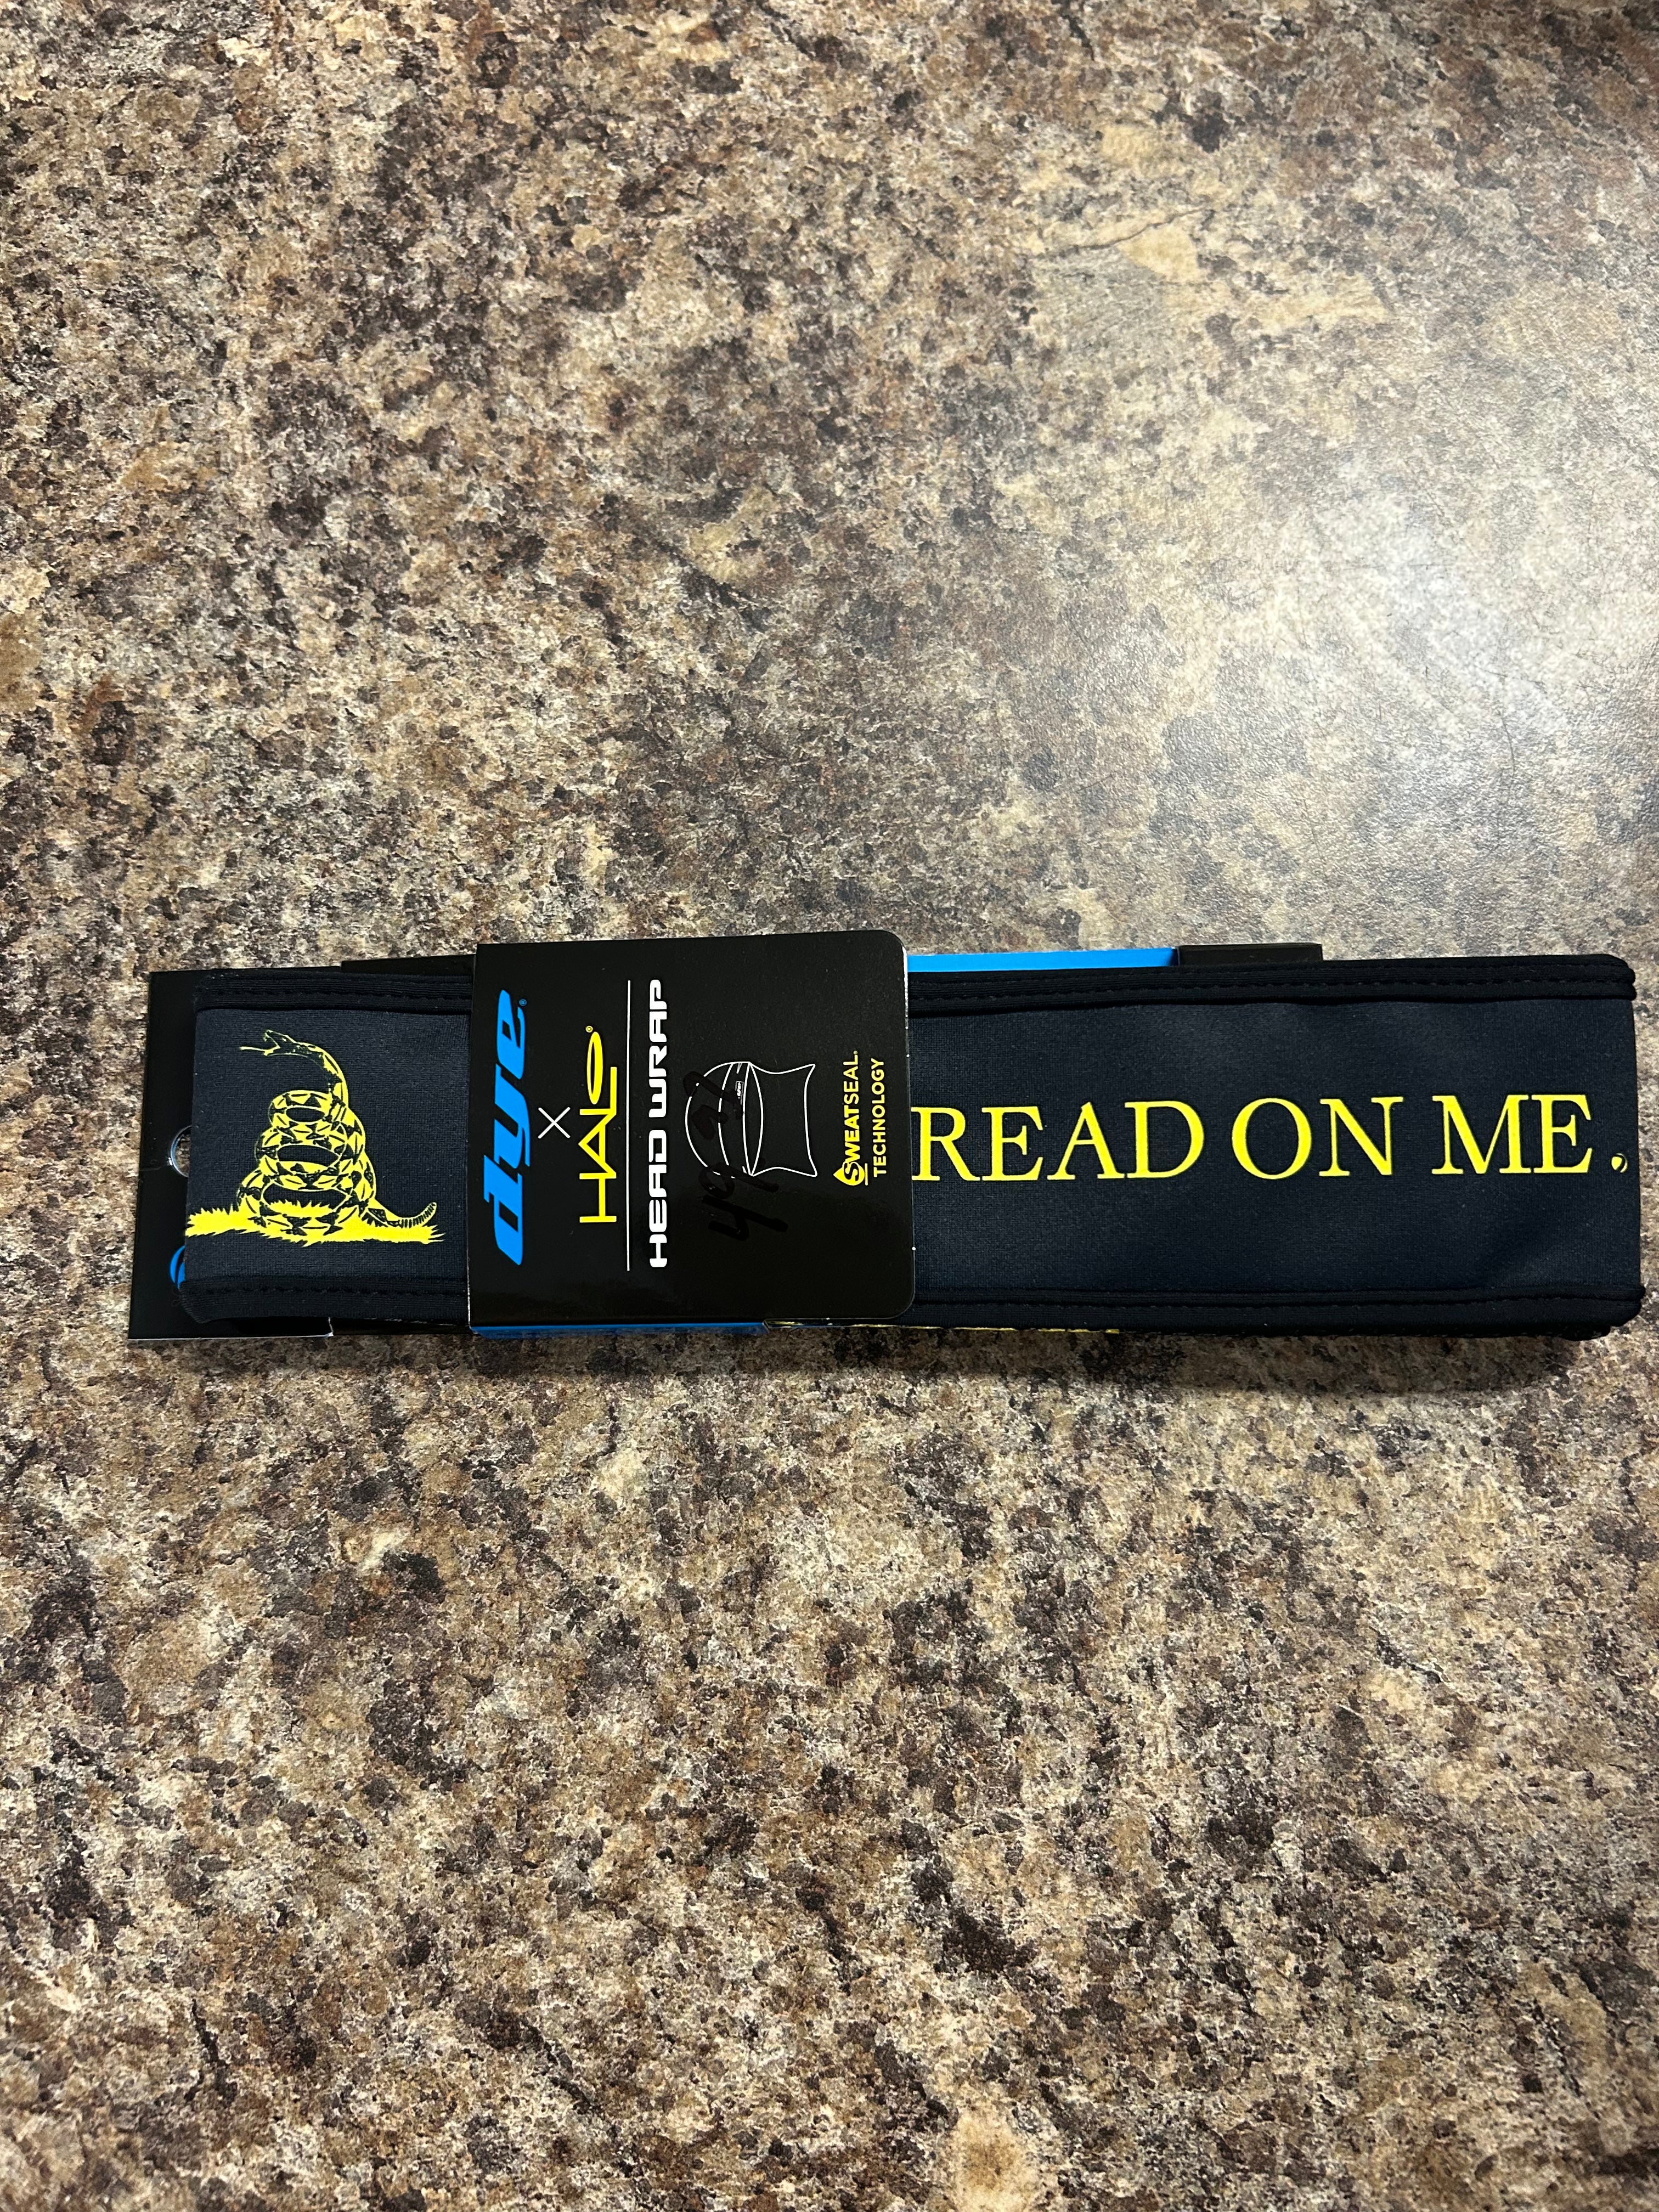 dye®
×
HALO®
HEAD WRAP
SWEATSEAL®
TECHNOLOGY
READ ON ME.